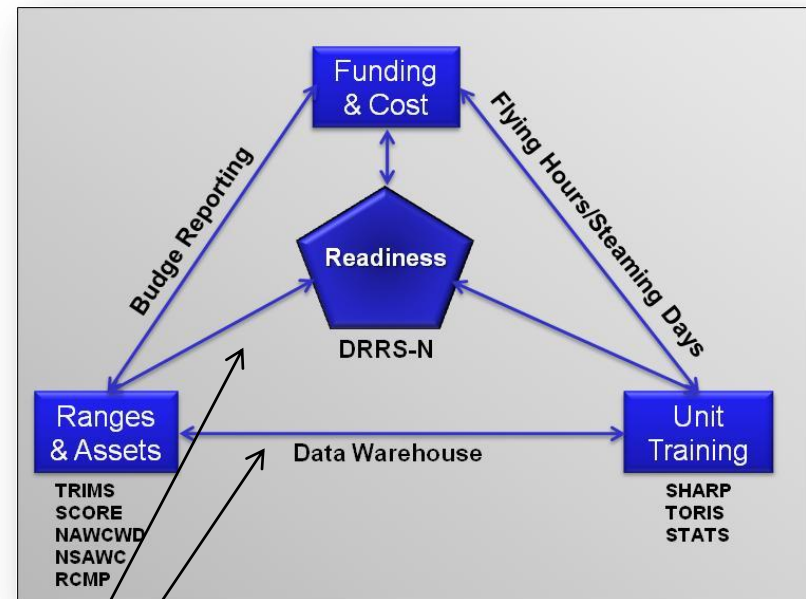 Funding
& Cost
Budge Reporting
Flying Hours/Steaming Days
Readiness
DRRS-N
Ranges
& Assets
Data Warehouse
Unit
Training
TRIMS
SCORE
NAWCWD
NSAWC
RCMP
SHARP
TORIS
STATS